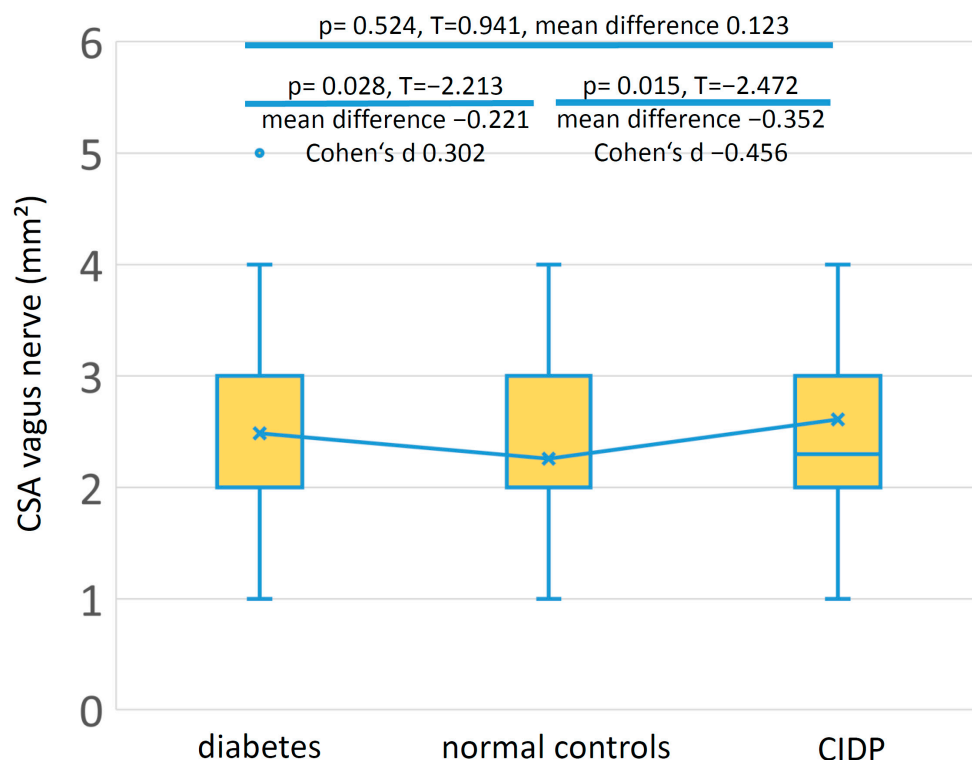 p= 0.524, T=0.941, mean difference 0.123
p= 0.028, T=−2.213
mean difference −0.221
Cohen‘s d 0.302
p= 0.015, T=−2.472
mean difference −0.352
Cohen‘s d −0.456
CSA vagus nerve (mm²)
6
5
4
3
2
1
0
diabetes
normal controls
CIDP